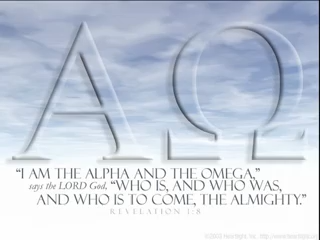 ΑΩ
“I AM THE ALPHA AND THE OMEGA,”
says the LORD God, “WHO IS, AND WHO WAS,
AND WHO IS TO COME, THE ALMIGHTY.”
REVELATION 1:8